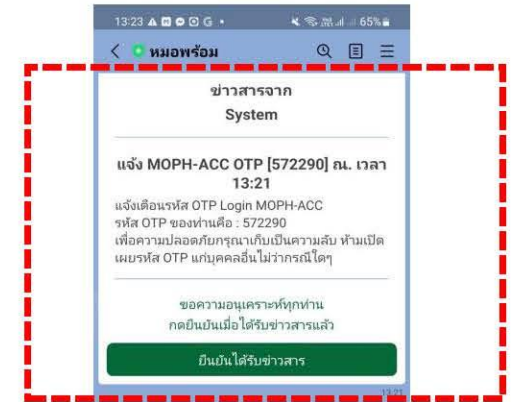 13:23
65%
หมอพร้อม
ข่าวสารจาก
System
แจ้ง MOPH-ACC OTP [572290] ณ. เวลา
13:21
แจ้งเตือนรหัส OTP Login MOPH-ACC
รหัส OTP ของท่านคือ : 572290
เพื่อความปลอดภัยกรุณาเก็บเป็นความลับ ห้ามเปิด
เผยรหัส OTP แก่บุคคลอื่นไม่ว่ากรณีใดๆ
ขอความอนุเคราะห์ทุกท่าน
กดยืนยันเมื่อได้รับข่าวสารแล้ว
ยืนยันได้รับข่าวสาร
13:21